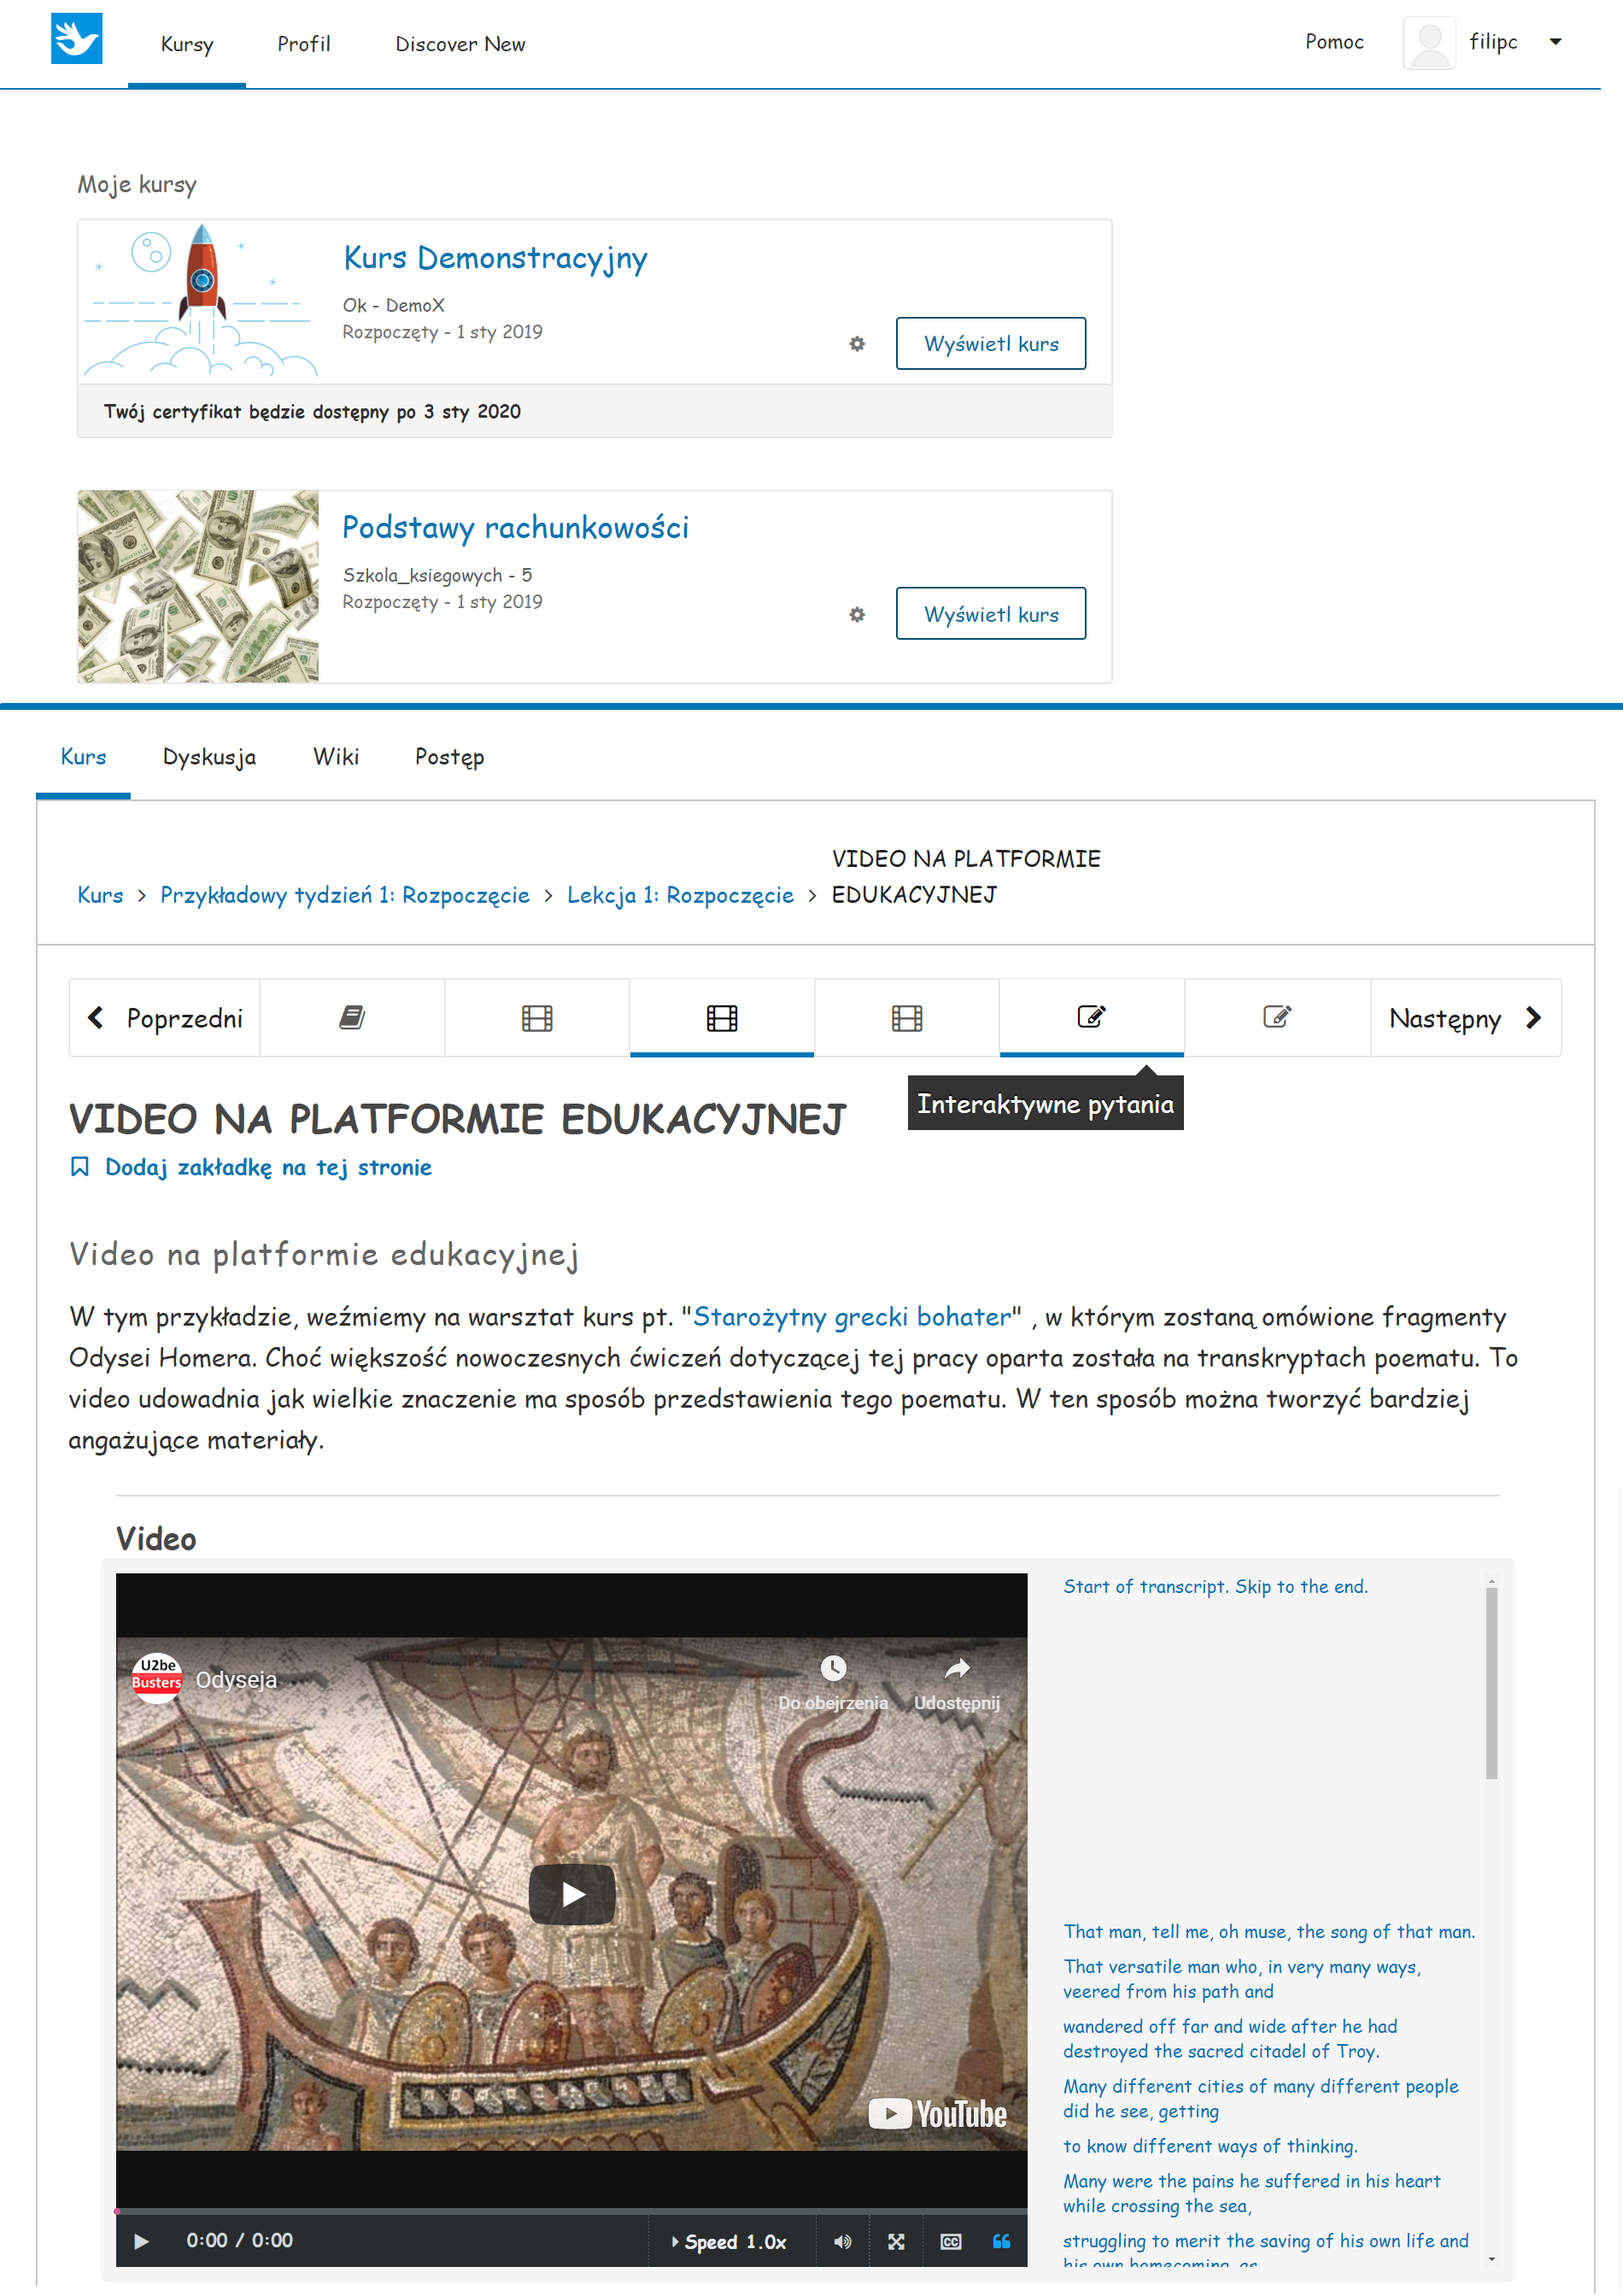 Kursy Profil Discover New Pomoc filipc
Moje kursy
Kurs Demonstracyjny
Ok - DemoX
Rozpoczęty - 1 sty 2019
Wyświetl kurs
Twój certyfikat będzie dostępny po 3 sty 2020
Podstawy rachunkowości
Szkola_ksiegowych - 5
Rozpoczęty - 1 sty 2019
Wyświetl kurs
Kurs Dyskusja Wiki Postęp
Kurs > Przykładowy tydzień 1: Rozpoczęcie > Lekcja 1: Rozpoczęcie > VIDEO NA PLATFORMIE
EDUKACYJNEJ
Poprzedni Następny
Interaktywne pytania
VIDEO NA PLATFORMIE EDUKACYJNEJ
Dodaj zakładkę na tej stronie
Video na platformie edukacyjnej
W tym przykładzie, weźmiemy na warsztat kurs pt. "Starożytny grecki bohater" , w którym zostaną omówione fragmenty
Odysei Homera. Choć większość nowoczesnych ćwiczeń dotyczącej tej pracy oparta została na transkryptach poematu. To
video udowadnia jak wielkie znaczenie ma sposób przedstawienia tego poematu. W ten sposób można tworzyć bardziej
angażujące materiały.
Video
U2be
Busters
Odyseja
Do obejrzenia Udostępnij
YouTube
0:00 / 0:00 Speed 1.0x CC
Start of transcript. Skip to the end.
That man, tell me, oh muse, the song of that man.
That versatile man who, in very many ways,
veered from his path and
wandered off far and wide after he had
destroyed the sacred citadel of Troy.
Many different cities of many different people
did he see, getting
to know different ways of thinking.
Many were the pains he suffered in his heart
while crossing the sea,
struggling to merit the saving of his own life and
his own homecoming, as